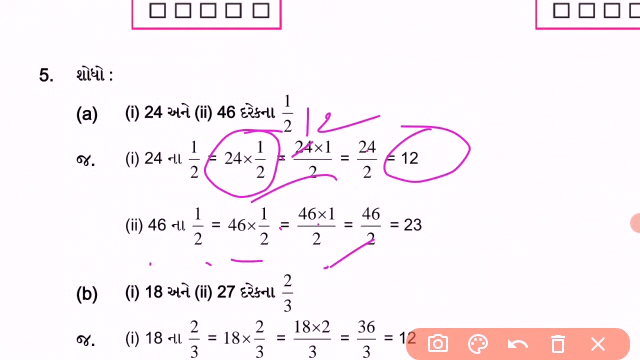 5. શોધો :
(a) (i) 24 અને (ii) 46 દરેકના 1/2
12
જ. (i) 24 ના 1/2 = 24 × 1/2 = 24×1/2 = 24/2 = 12
(ii) 46 ના 1/2 = 46 × 1/2 = 46×1/2 = 46/2 = 23
(b) (i) 18 અને (ii) 27 દરેકના 2/3
જ. (i) 18 ના 2/3 = 18 × 2/3 = 18×2/3 = 36/3 = 12